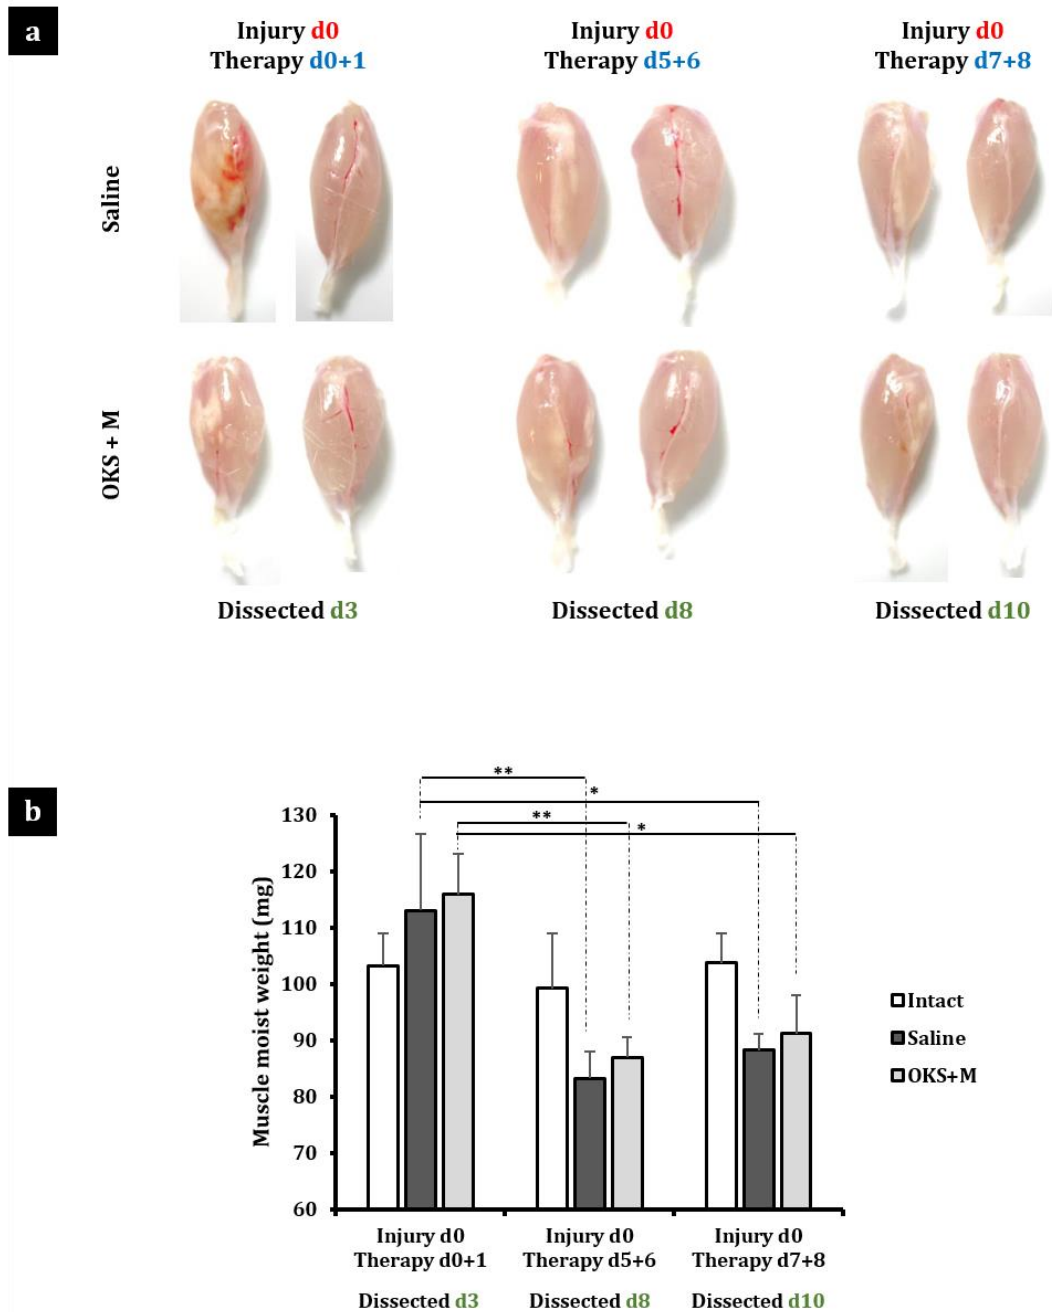 a
Injury d0
Therapy d0+1
Injury d0
Therapy d5+6
Injury d0
Therapy d7+8
Saline
OKS + M
Dissected d3
Dissected d8
Dissected d10
b
**
*
**
*
130
120
110
100
90
80
70
60
Muscle moist weight (mg)
Intact
Saline
OKS+M
Injury d0
Therapy d0+1
Dissected d3
Injury d0
Therapy d5+6
Dissected d8
Injury d0
Therapy d7+8
Dissected d10